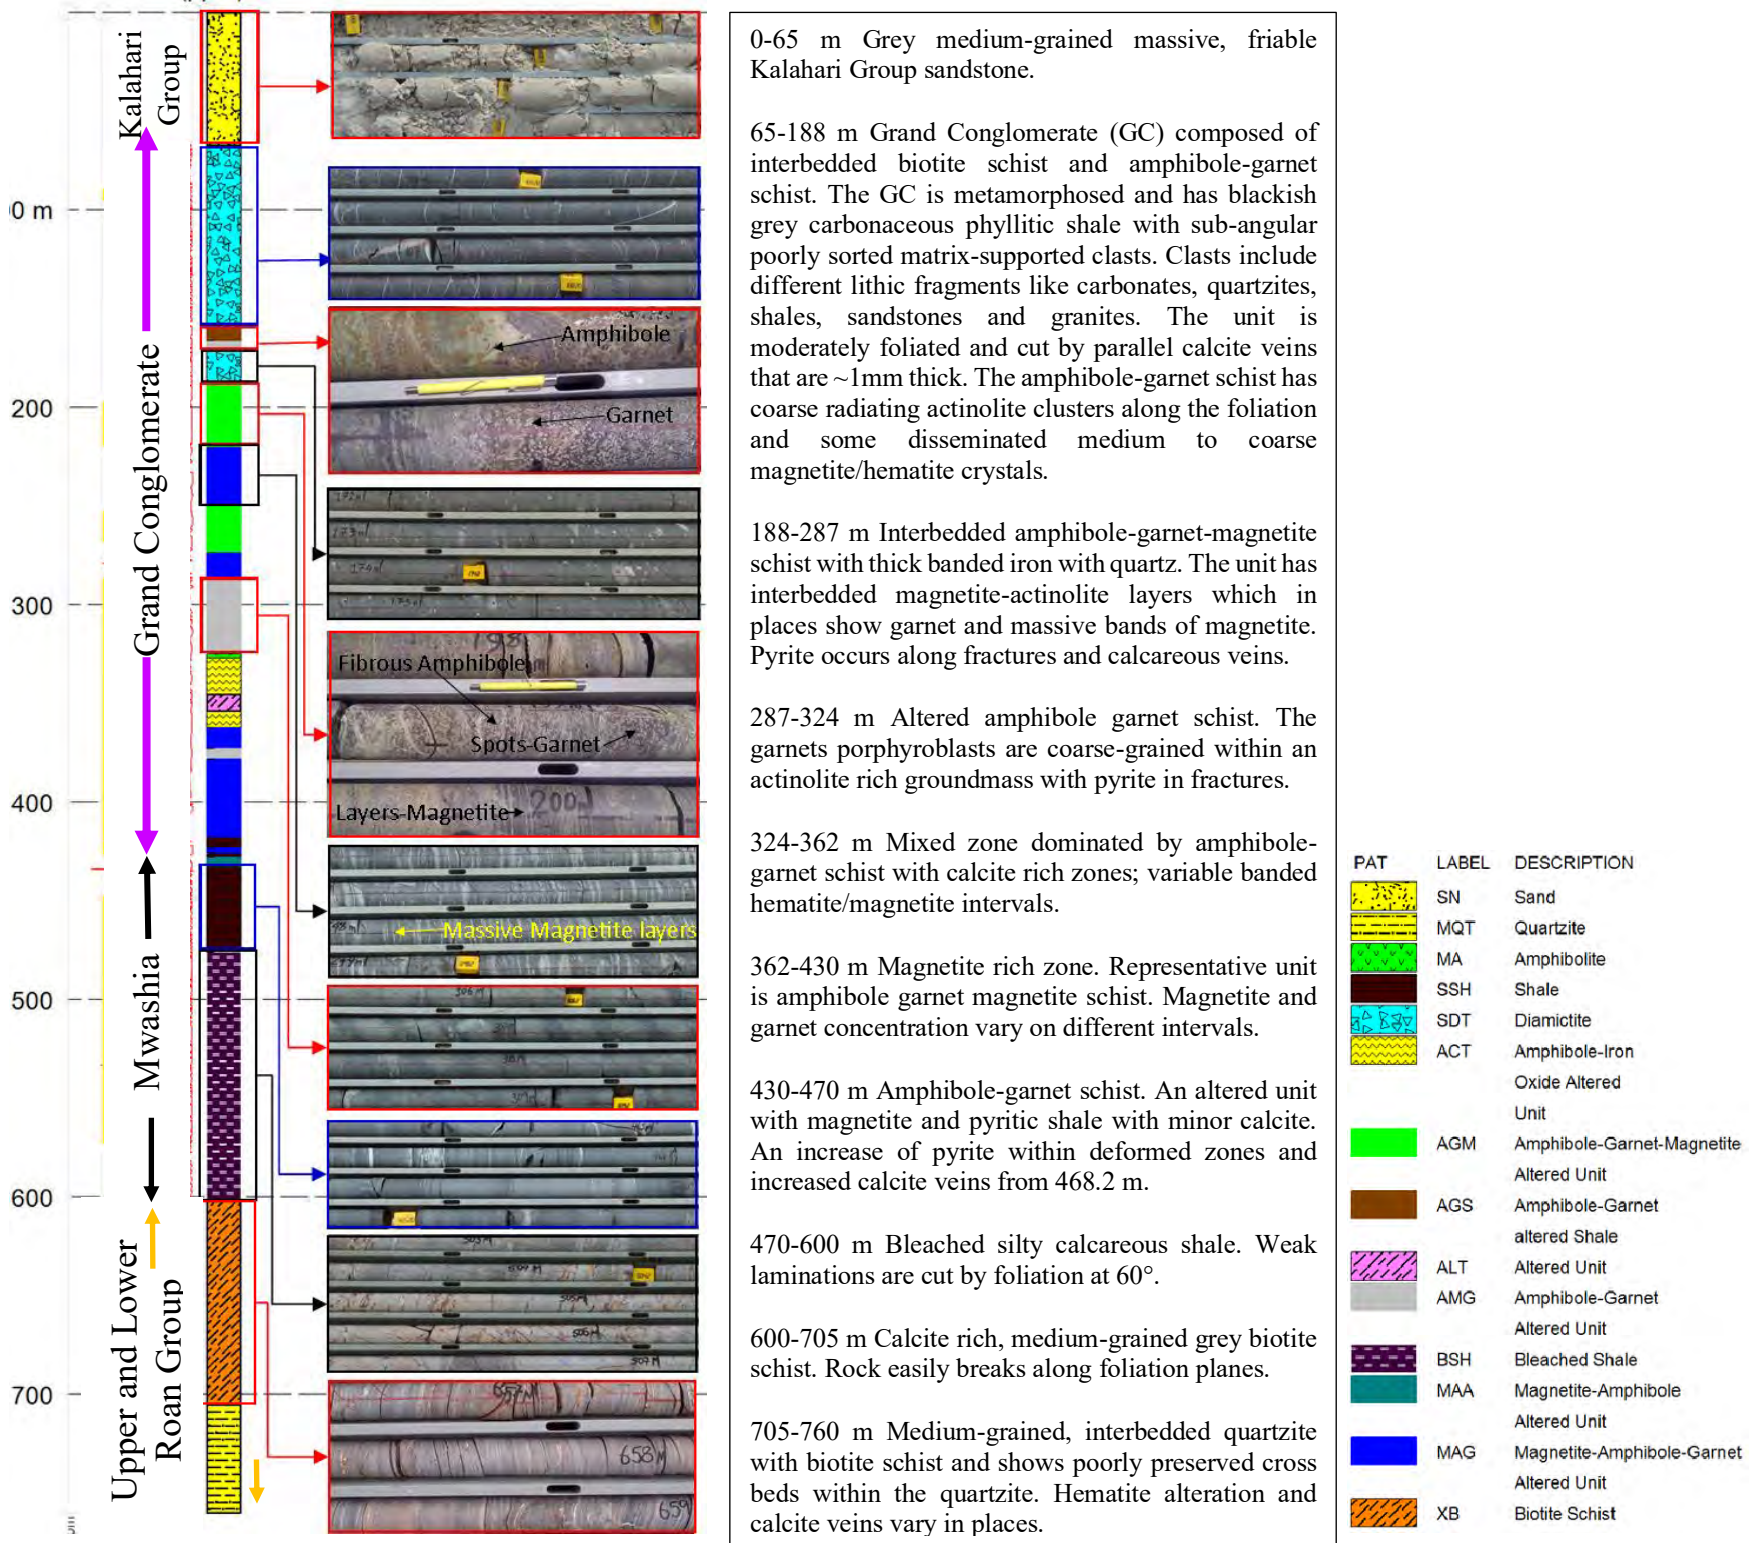 Kalahari
Group
Grand Conglomerate
Mwashia
Upper and Lower
Roan Group
0 m
200
300
400
500
600
700
Amphibole
Garnet
172m
173m
174m
Fibrous Amphibole
Spots-Garnet
Layers-Magnetite
200
Massive Magnetite layers
306M
505M
506M
507M
657M
658M
659
0-65 m Grey medium-grained massive, friable
Kalahari Group sandstone.
65-188 m Grand Conglomerate (GC) composed of
interbedded biotite schist and amphibole-garnet
schist. The GC is metamorphosed and has blackish
grey carbonaceous phyllitic shale with sub-angular
poorly sorted matrix-supported clasts. Clasts include
different lithic fragments like carbonates, quartzites,
shales, sandstones and granites. The unit is
moderately foliated and cut by parallel calcite veins
that are ~1mm thick. The amphibole-garnet schist has
coarse radiating actinolite clusters along the foliation
and some disseminated medium to coarse
magnetite/hematite crystals.
188-287 m Interbedded amphibole-garnet-magnetite
schist with thick banded iron with quartz. The unit has
interbedded magnetite-actinolite layers which in
places show garnet and massive bands of magnetite.
Pyrite occurs along fractures and calcareous veins.
287-324 m Altered amphibole garnet schist. The
garnets porphyroblasts are coarse-grained within an
actinolite rich groundmass with pyrite in fractures.
324-362 m Mixed zone dominated by amphibole-
garnet schist with calcite rich zones; variable banded
hematite/magnetite intervals.
362-430 m Magnetite rich zone. Representative unit
is amphibole garnet magnetite schist. Magnetite and
garnet concentration vary on different intervals.
430-470 m Amphibole-garnet schist. An altered unit
with magnetite and pyritic shale with minor calcite.
An increase of pyrite within deformed zones and
increased calcite veins from 468.2 m.
470-600 m Bleached silty calcareous shale. Weak
laminations are cut by foliation at 60°.
600-705 m Calcite rich, medium-grained grey biotite
schist. Rock easily breaks along foliation planes.
705-760 m Medium-grained, interbedded quartzite
with biotite schist and shows poorly preserved cross
beds within the quartzite. Hematite alteration and
calcite veins vary in places.
PAT LABEL DESCRIPTION
SN Sand
MQT Quartzite
MA Amphibolite
SSH Shale
SDT Diamictite
ACT Amphibole-Iron
Oxide Altered
Unit
AGM Amphibole-Garnet-Magnetite
Altered Unit
AGS Amphibole-Garnet
altered Shale
ALT Altered Unit
AMG Amphibole-Garnet
Altered Unit
BSH Bleached Shale
MAA Magnetite-Amphibole
Altered Unit
MAG Magnetite-Amphibole-Garnet
Altered Unit
XB Biotite Schist